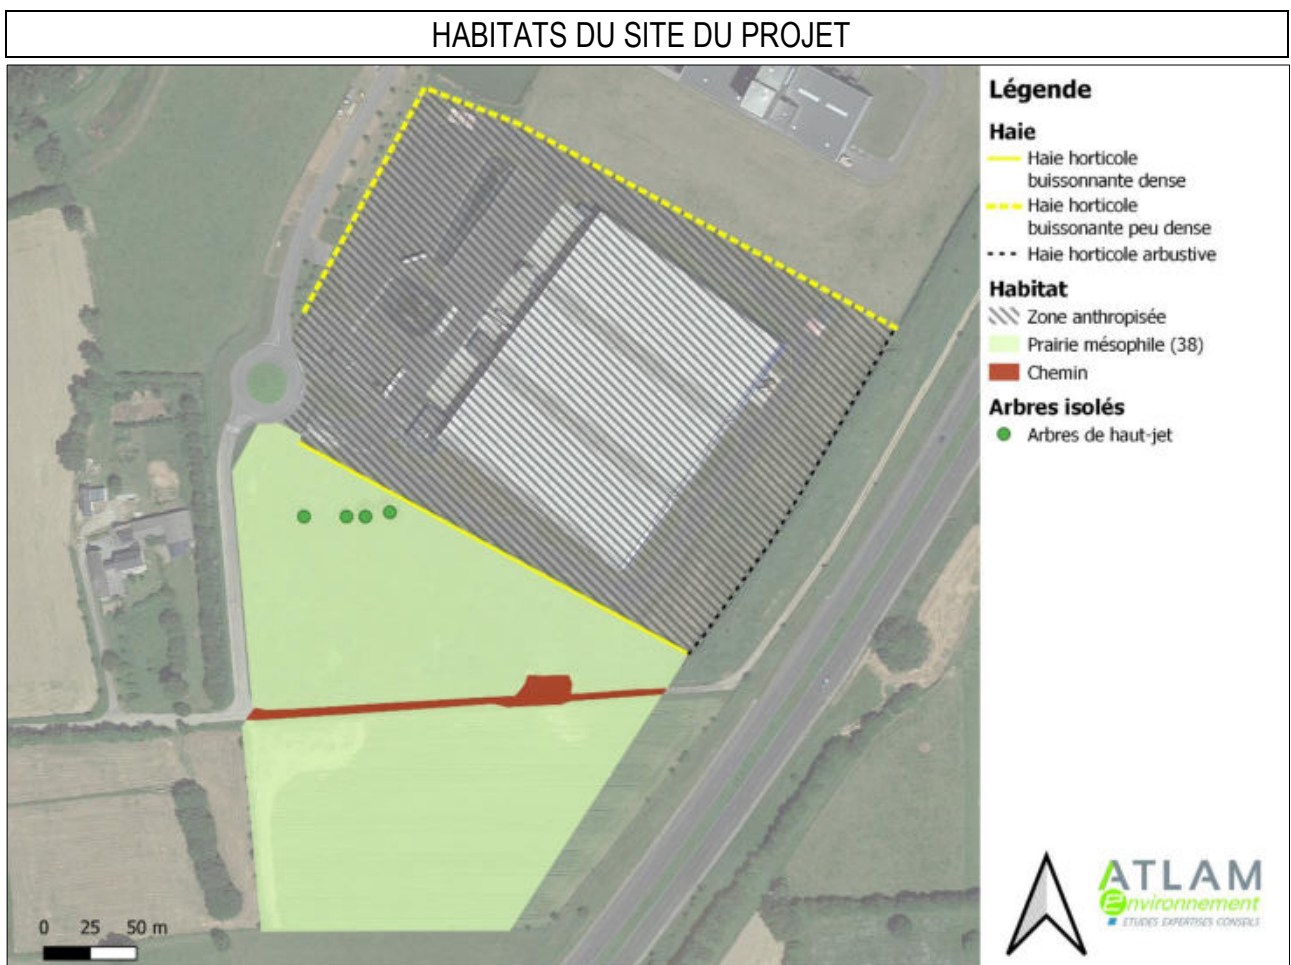 HABITATS DU SITE DU PROJET
Légende
Haie
Haie horticole
buissonnante dense
Haie horticole
buissonante peu dense
Haie horticole arbustive
Habitat
Zone anthropisée
Prairie mésophile (38)
Chemin
Arbres isolés
Arbres de haut-jet
0 25 50 m
ATLAM
environnement
ETUDES EXPERTISES CONSEILS